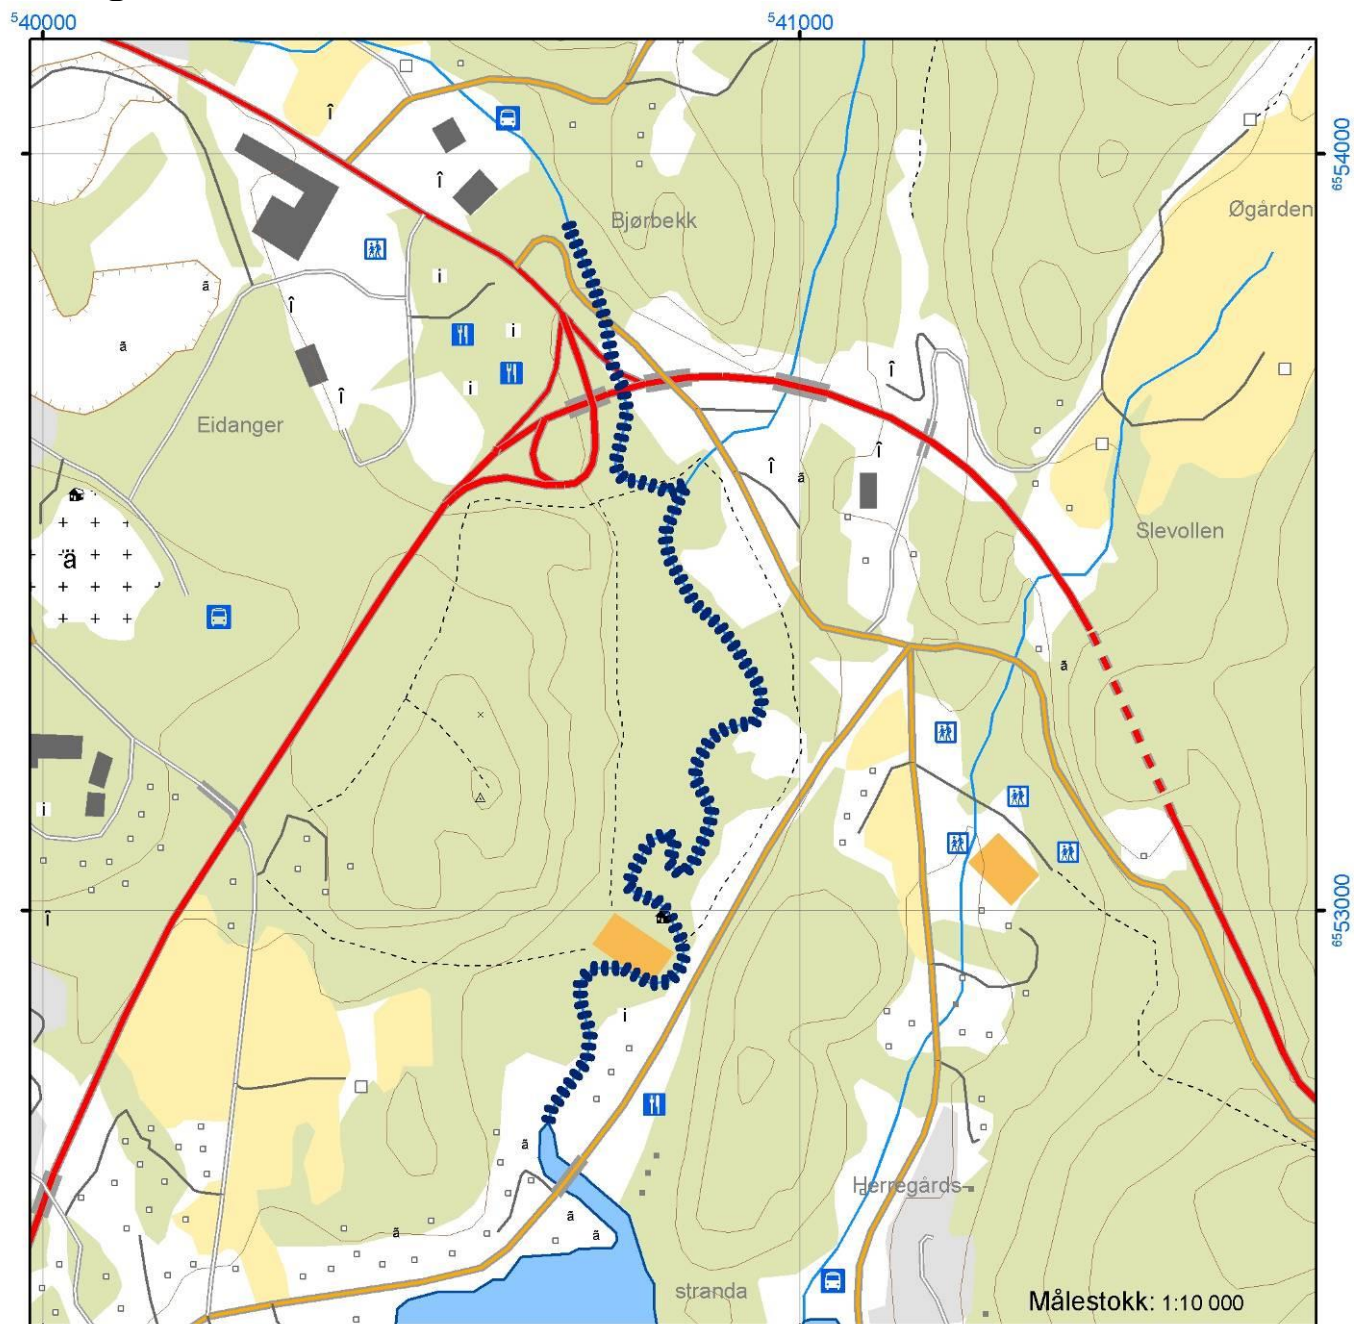 540000
541000
6554000
Bjørbekk
Øgården
Eidanger
Slevollen
6553000
Herregårds-
stranda
Målestokk: 1:10 000